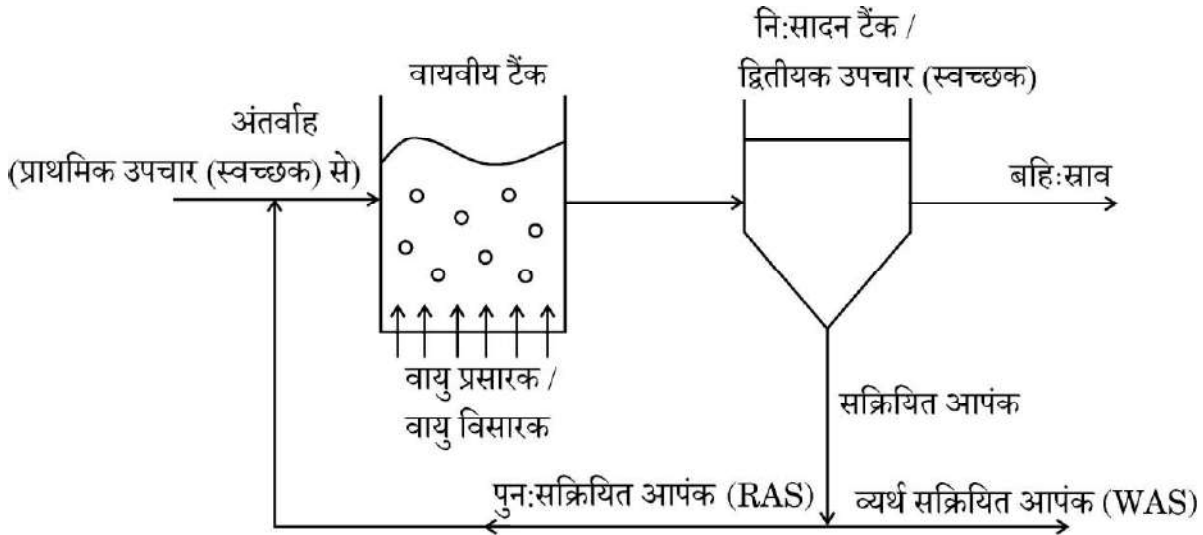 नि:सादन टैंक /
द्वितीयक उपचार (स्वच्छक)
वायवीय टैंक
अंतर्वाह
(प्राथमिक उपचार (स्वच्छक) से)
बहिःस्राव
वायु प्रसारक /
वायु विसारक
सक्रियित आपंक
पुन:सक्रियित आपंक (RAS)
व्यर्थ सक्रियित आपंक (WAS)